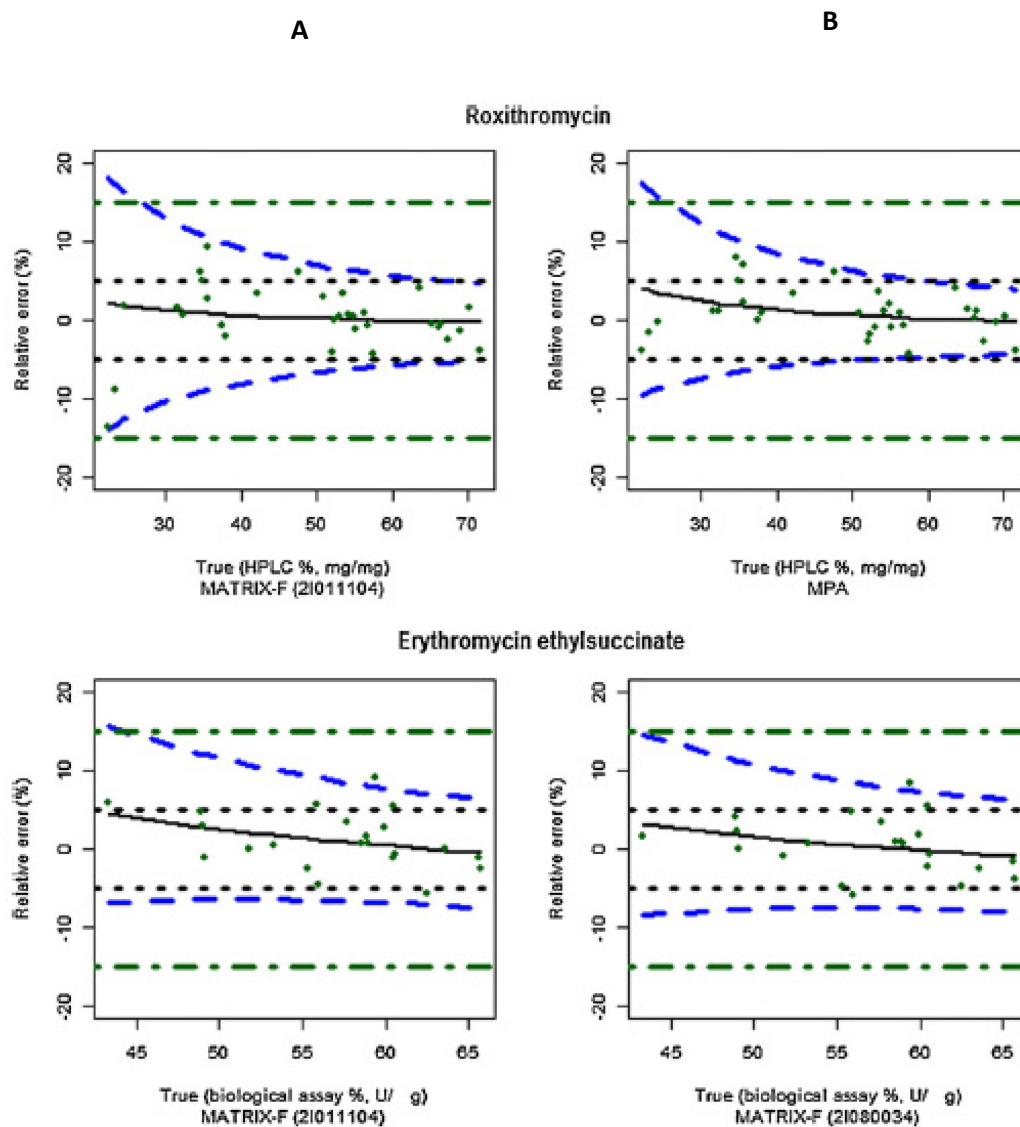 A
B
Roxithromycin
20
10
0
-10
-20
Relative error (%)
30 40 50 60 70
True (HPLC %, mg/mg)
MATRIX-F (2I011104)
20
10
0
-10
-20
Relative error (%)
30 40 50 60 70
True (HPLC %, mg/mg)
MPA
Erythromycin ethylsuccinate
20
10
0
-10
-20
Relative error (%)
45 50 55 60 65
True (biological assay %, U/ g)
MATRIX-F (2I011104)
20
10
0
-10
-20
Relative error (%)
45 50 55 60 65
True (biological assay %, U/ g)
MATRIX-F (2I080034)